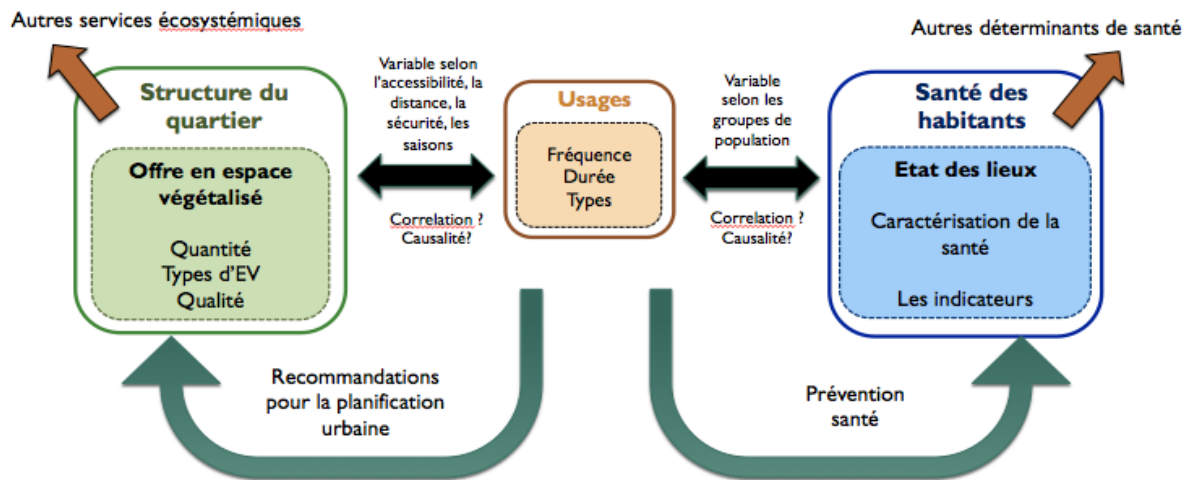 Autres services écosystémiques
Autres déterminants de santé
Structure du
quartier
Offre en espace
végétalisé
Quantité
Types d'EV
Qualité
Variable selon
l'accessibilité, la
distance, la
sécurité, les
saisons
Correlation ?
Causalité?
Usages
Fréquence
Durée
Types
Variable
selon les
groupes de
population
Correlation ?
Causalité?
Santé des
habitants
Etat des lieux
Caractérisation de la
santé
Les indicateurs
Recommandations
pour la planification
urbaine
Prévention
santé